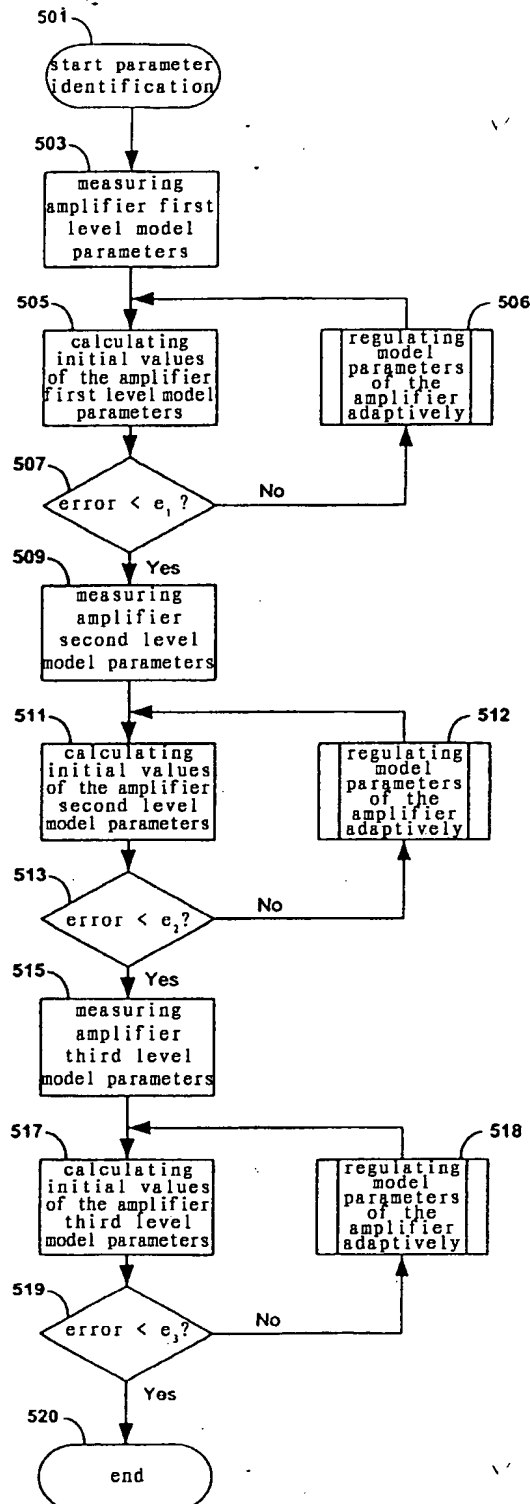 501
start parameter
identification
503
measuring
amplifier first
level model
parameters
505
calculating
initial values
of the amplifier
first level model
parameters
506
regulating
model
parameters
of the
amplifier
adaptively
507
error < e₁ ?
No
Yes
509
measuring
amplifier
second level
model parameters
511
calculating
initial values
of the amplifier
second level
model parameters
512
regulating
model
parameters
of the
amplifier
adaptively
513
error < e₂?
No
Yes
515
measuring
amplifier
third level
model parameters
517
calculating
initial values
of the amplifier
third level
model parameters
518
regulating
model
parameters
of the
amplifier
adaptively
519
error < e₃?
No
Yes
520
end